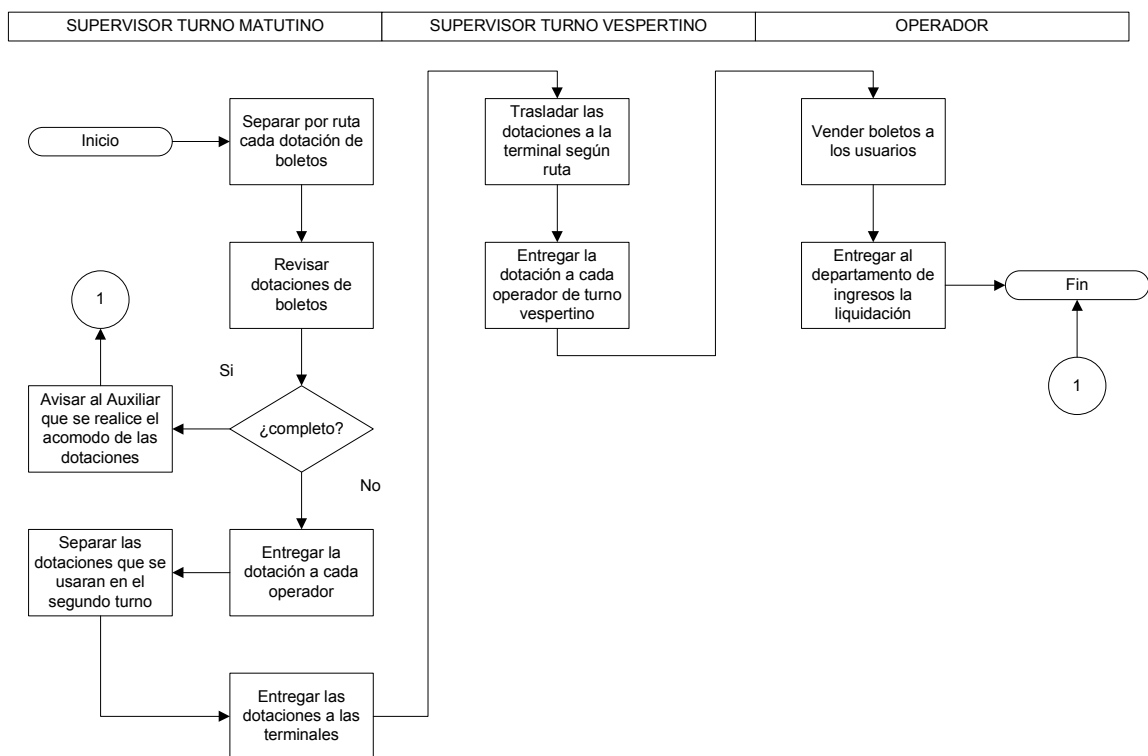 SUPERVISOR TURNO MATUTINO
SUPERVISOR TURNO VESPERTINO
OPERADOR
Inicio
Separar por ruta
cada dotación de
boletos
Revisar
dotaciones de
boletos
1
Si
Avisar al Auxiliar
que se realice el
acomodo de las
dotaciones
¿completo?
No
Separar las
dotaciones que se
usaran en el
segundo turno
Entregar la
dotación a cada
operador
Entregar las
dotaciones a las
terminales
Trasladar las
dotaciones a la
terminal según
ruta
Entregar la
dotación a cada
operador de turno
vespertino
Vender boletos a
los usuarios
Entregar al
departamento de
ingresos la
liquidación
Fin
1